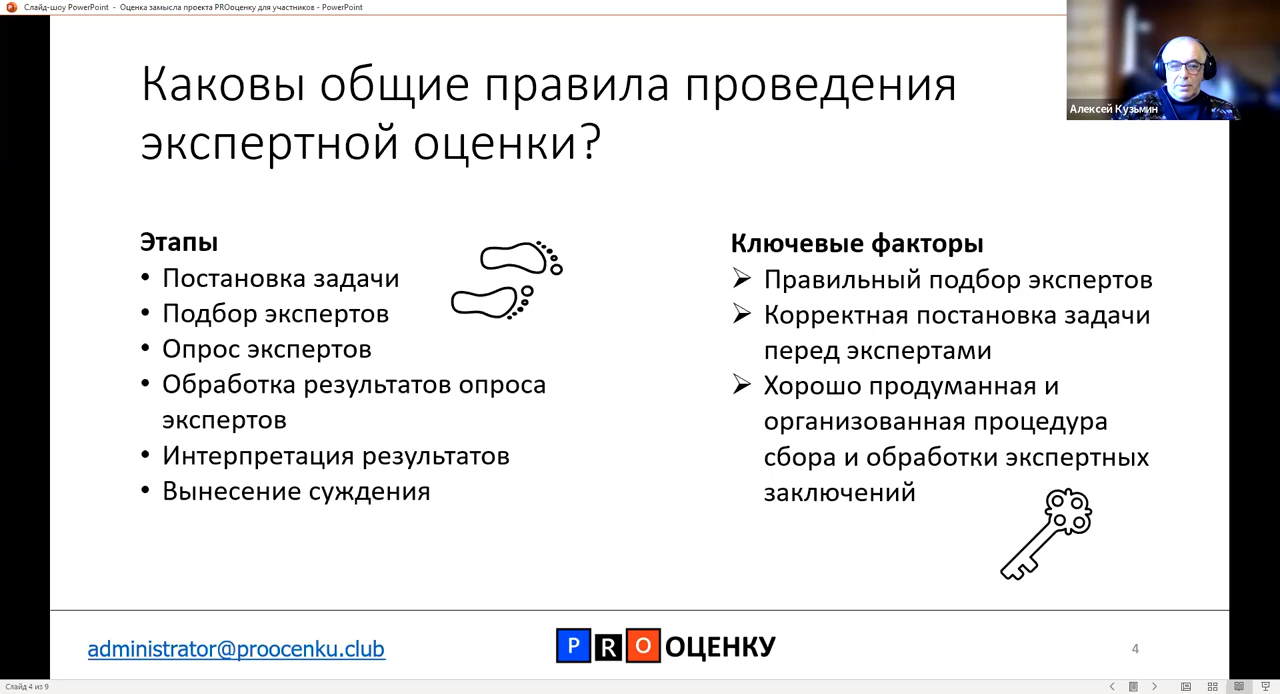 Слайд-шоу PowerPoint - Оценка замысла проекта PROоценку для участников - PowerPoint
Алексей Кузьмин
Каковы общие правила проведения
экспертной оценки?
Этапы
• Постановка задачи
• Подбор экспертов
• Опрос экспертов
• Обработка результатов опроса
экспертов
• Интерпретация результатов
• Вынесение суждения
Ключевые факторы
➢ Правильный подбор экспертов
➢ Корректная постановка задачи
перед экспертами
➢ Хорошо продуманная и
организованная процедура
сбора и обработки экспертных
заключений
administrator@proocenku.club
PROОЦЕНКУ
4
Слайд 4 из 9